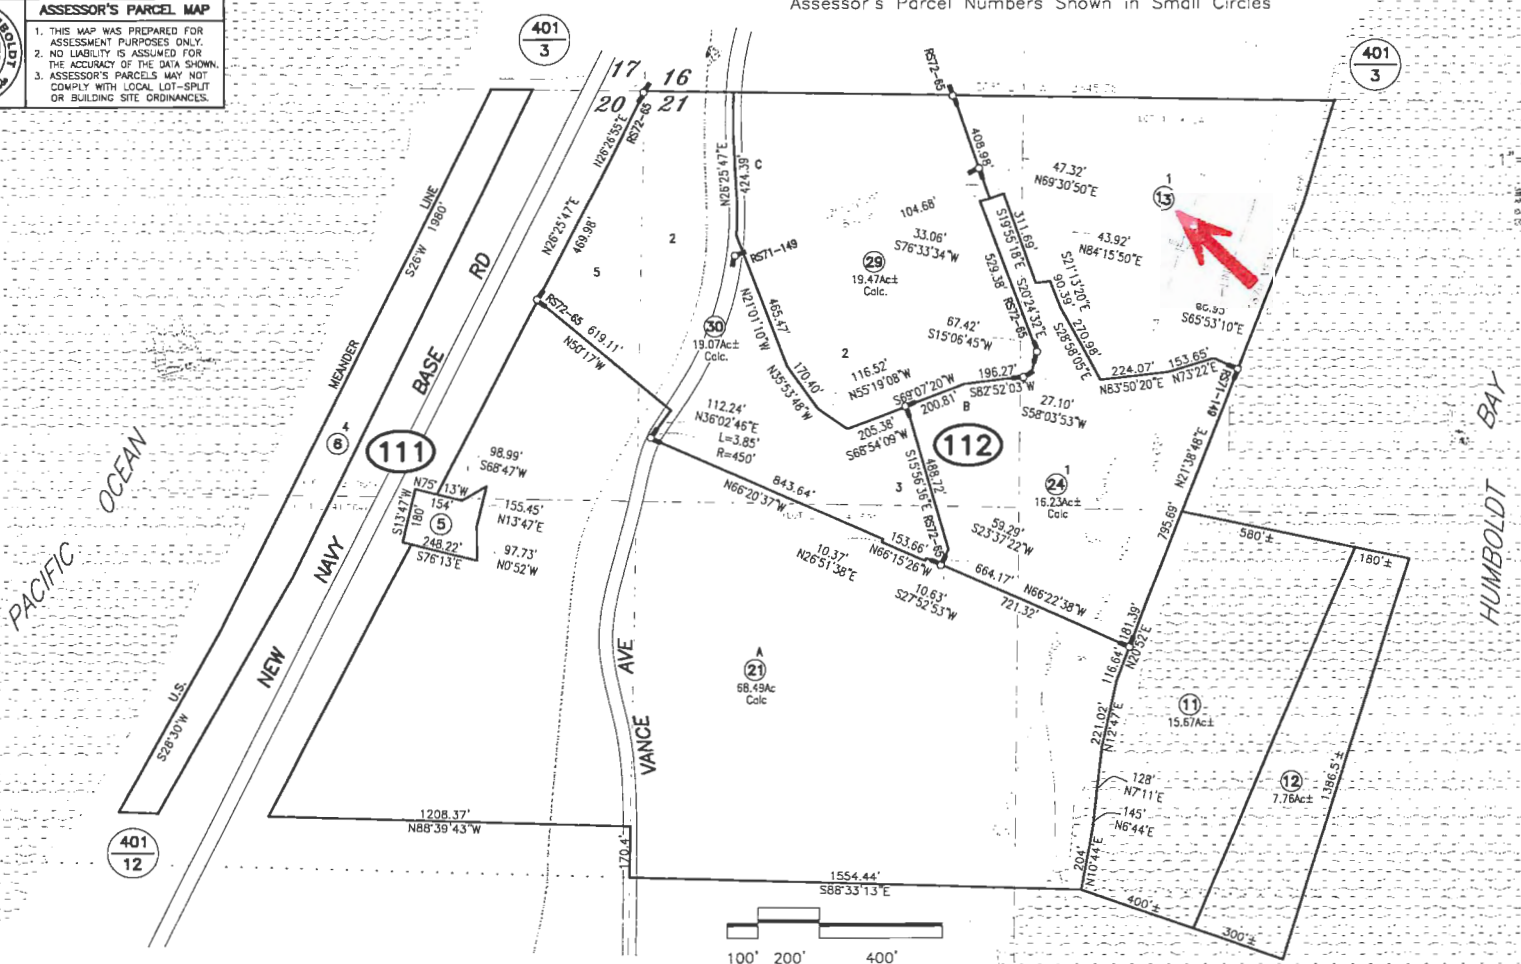 Assessor's Parcel Numbers Shown in Small Circles
ASSESSOR'S PARCEL MAP
1. THIS MAP WAS PREPARED FOR
ASSESSMENT PURPOSES ONLY.
2. NO LIABILITY IS ASSUMED FOR
THE ACCURACY OF THE DATA SHOWN.
3. ASSESSOR'S PARCELS MAY NOT
COMPLY WITH LOCAL LOT-SPLIT
OR BUILDING SITE ORDINANCES.
401
3
401
3
17 16
20 21
RS72-65
N26°26'55"E
RS72-65
408.98'
N26°25'47"E
424.39'
C
47.32'
N69°30'50"E
1
13
1"=
LINE
1980'
S26°W
MEANDER
U.S.
S28°30'W
N26°25'47"E
469.98'
2
5
RS71-149
104.68'
33.06'
S76°33'34"W
29
19.47Ac±
Calc.
311.69'
S19°55'18"E
529.38'
S20°24'32"E
RS72-65
43.92'
N84°15'50"E
S21°13'20"E
90.39'
270.98'
S28°58'05"E
S65°53'10"E
RD
BASE
NAVY
NEW
RS72-65
619.11'
N50°17'W
30
19.07Ac±
Calc.
465.47'
N21°01'10"W
67.42'
S15°06'45"W
2
116.52'
N55°19'08"W
170.40'
N35°53'48"W
S69°07'20"W
200.81'
196.27'
S82°52'03"W
B
27.10'
S58°03'53"W
224.07'
N83°50'20"E
153.65'
N73°22'E
RS71-149
4
6
111
112.24'
N36°02'46"E
L=3.85'
R=450'
205.38'
S68°54'09"W
112
N21°38'48"E
795.69'
PACIFIC OCEAN
HUMBOLDT BAY
98.99'
S68°47'W
N75°13'W
154'
S13°47'W
180'
5
248.22'
S76°13'E
155.45'
N13°47'E
97.73'
N0°52'W
843.64'
N66°20'37"W
3
488.72'
S15°56'36"E
RS72-65
1
24
16.23Ac±
Calc
59.29'
S23°37'22"W
580'±
180'±
153.66'
N66°15'26"W
10.37'
N26°51'38"E
10.63'
S27°52'53"W
664.17'
N66°22'38"W
721.32'
181.39'
N20°52'E
116.64'
VANCE AVE
A
21
68.49Ac
Calc
11
15.67Ac±
221.02'
N12°47'E
128'
N7°11'E
145'
N6°44'E
204'
N10°44'E
12
7.76Ac±
1386.5'±
1208.37'
N88°39'43"W
170.4'
401
12
1554.44'
S88°33'13"E
400'±
300'±
100' 200' 400'